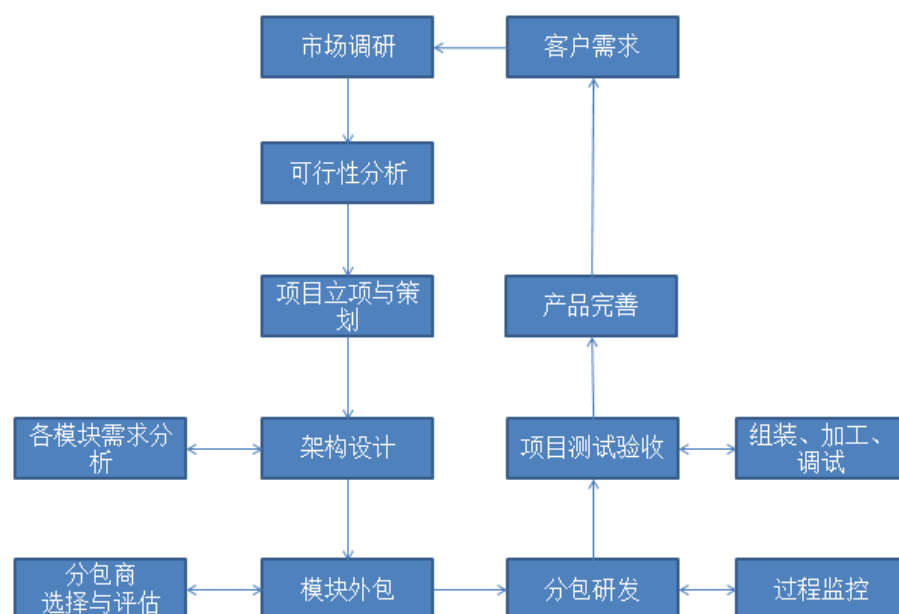 市场调研
客户需求
可行性分析
项目立项与策
划
产品完善
各模块需求分
析
架构设计
项目测试验收
组装、加工、
调试
分包商
选择与评估
模块外包
分包研发
过程监控